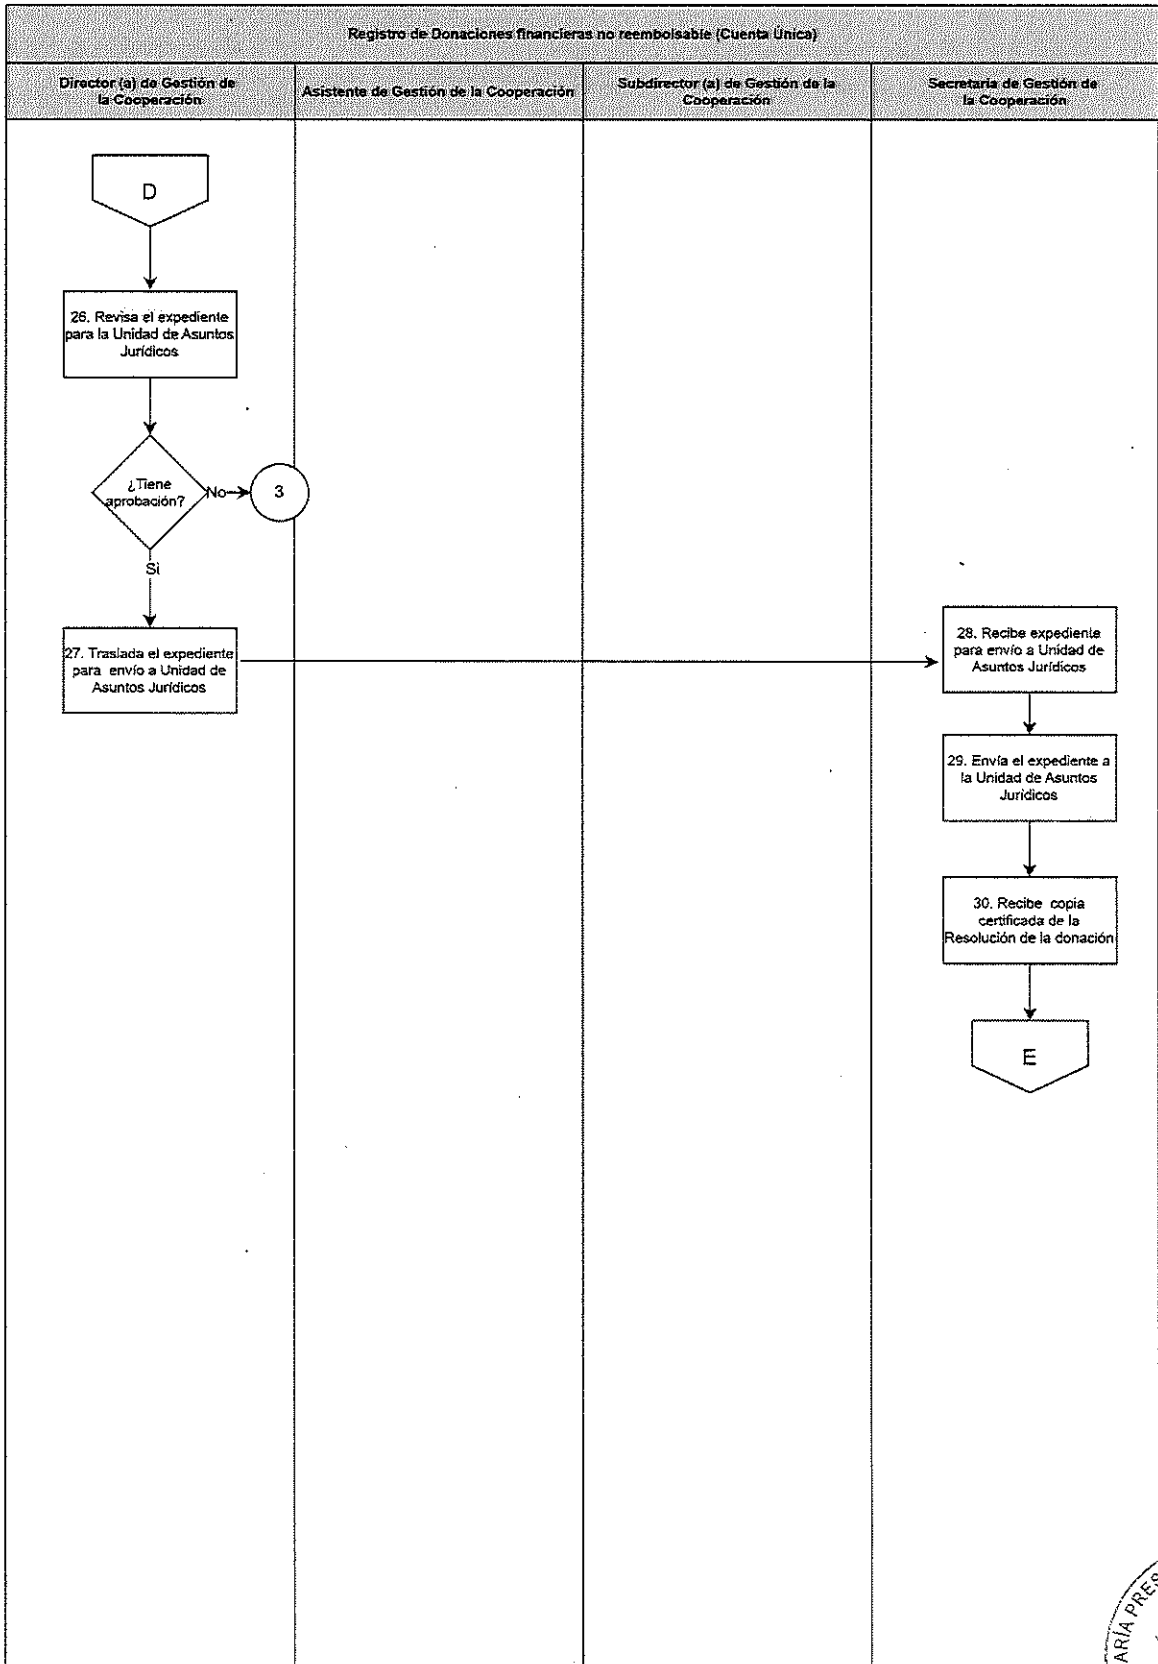 Registro de Donaciones financieras no reembolsable (Cuenta Única)
Director (a) de Gestión de
la Cooperación
Asistente de Gestión de la Cooperación
Subdirector (a) de Gestión de la
Cooperación
Secretaria de Gestión de
la Cooperación
D
26. Revisa el expediente
para la Unidad de Asuntos
Jurídicos
¿Tiene
aprobación?
No
3
Sí
27. Traslada el expediente
para envío a Unidad de
Asuntos Jurídicos
28. Recibe expediente
para envío a Unidad de
Asuntos Jurídicos
29. Envía el expediente a
la Unidad de Asuntos
Jurídicos
30. Recibe copia
certificada de la
Resolución de la donación
E
ARÍA PRES